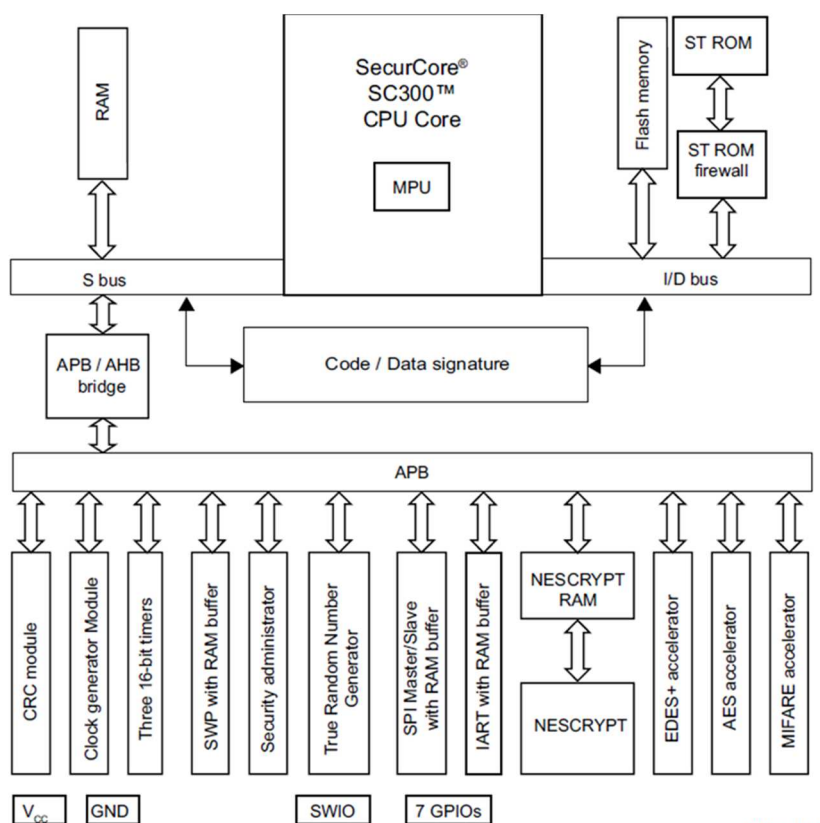 RAM
SecurCore®
SC300™
CPU Core
MPU
Flash memory
ST ROM
ST ROM
firewall
S bus
I/D bus
APB / AHB
bridge
Code / Data signature
APB
CRC module
Clock generator Module
Three 16-bit timers
SWP with RAM buffer
Security administrator
True Random Number
Generator
SPI Master/Slave
with RAM buffer
IART with RAM buffer
NESCRYPT
RAM
NESCRYPT
EDES+ accelerator
AES accelerator
MIFARE accelerator
VCC
GND
SWIO
7 GPIOs